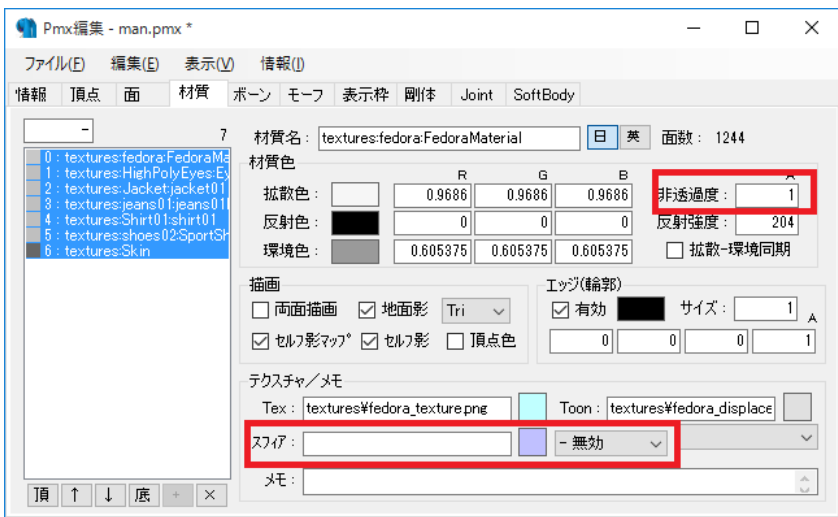 Pmx編集 - man.pmx *
ファイル(F) 編集(E) 表示(V) 情報(I)
情報 頂点 面 材質 ボーン モーフ 表示枠 剛体 Joint SoftBody
- 7
0 : textures:fedora:FedoraMa
1 : textures:HighPolyEyes:Ey
2 : textures:Jacket:jacket01
3 : textures:jeans01:jeans01
4 : textures:Shirt01:shirt01
5 : textures:shoes02:SportSh
6 : textures:Skin
頂 ↑ ↓ 底 + ×
材質名 : textures:fedora:FedoraMaterial 日 英 面数 : 1244
材質色
R G B A
拡散色 : 0.9686 0.9686 0.9686 非透過度 : 1
反射色 : 0 0 0 反射強度 : 204
環境色 : 0.605375 0.605375 0.605375 拡散-環境同期
描画
両面描画 地面影 Tri
セルフ影マップ セルフ影 頂点色
エッジ(輪郭)
有効 サイズ : 1
A
0 0 0 1
テクスチャ/メモ
Tex : textures¥fedora_texture.png Toon : textures¥fedora_displace
スフィア : - 無効
メモ :